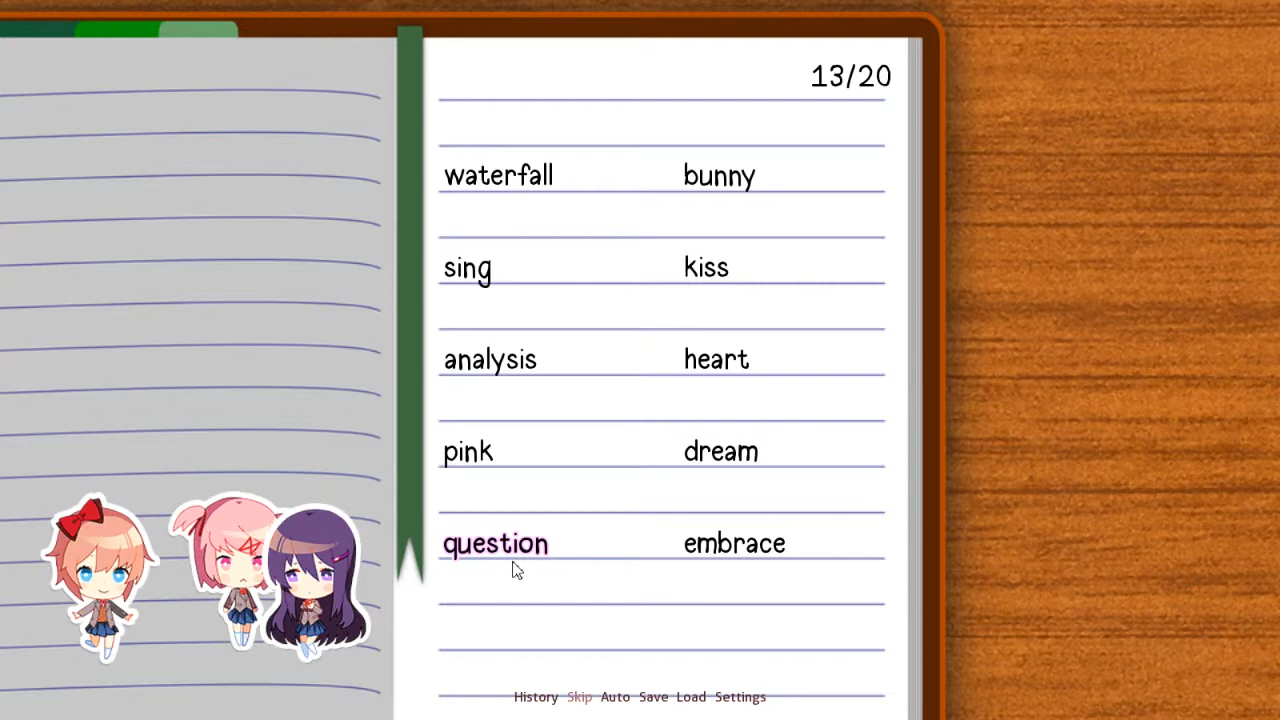 13/20
waterfall bunny
sing kiss
analysis heart
pink dream
question embrace
History Skip Auto Save Load Settings